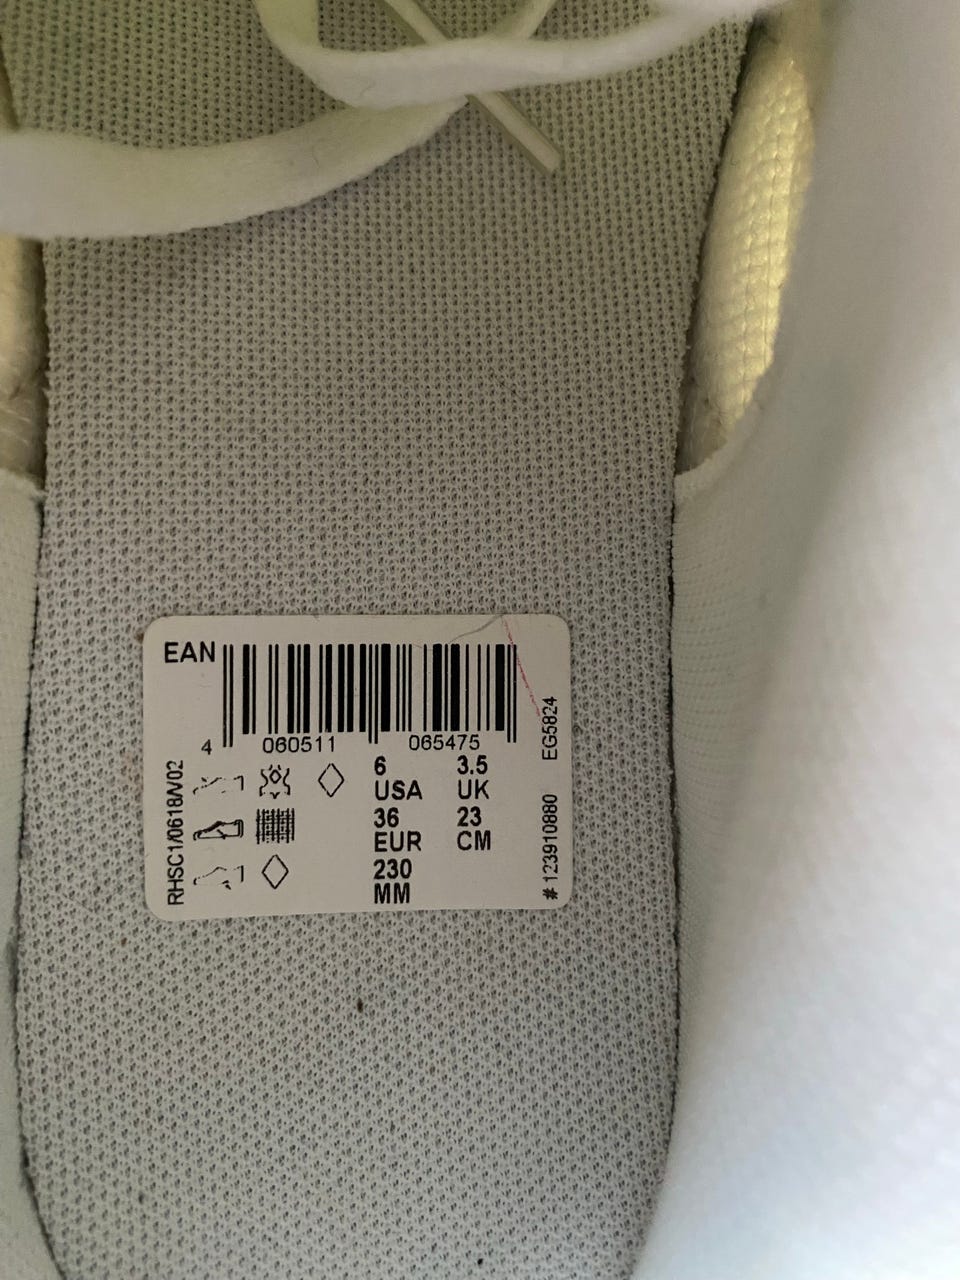 EAN
4 060511 065475
6 3.5
USA UK
36 23
EUR CM
230
MM
RHSC1/0618/V/02
# 123910880 EG5824